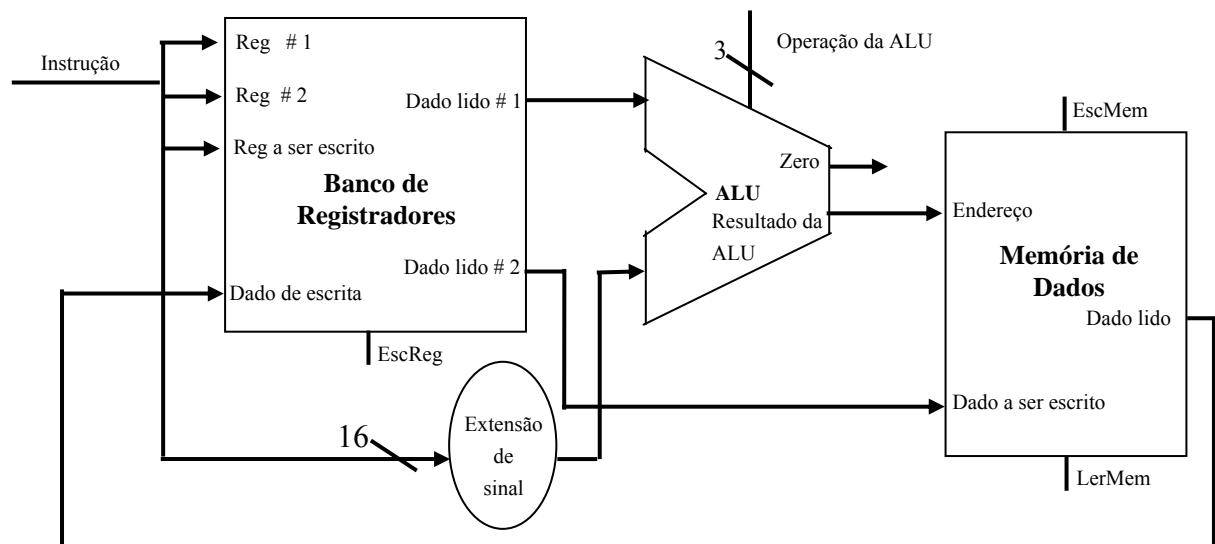 Instrução
Reg # 1
Reg # 2
Reg a ser escrito
Banco de
Registradores
Dado lido # 1
Dado lido # 2
Dado de escrita
EscReg
16
Extensão
de
sinal
3
Operação da ALU
Zero
ALU
Resultado da
ALU
EscMem
Endereço
Memória de
Dados
Dado lido
Dado a ser escrito
LerMem